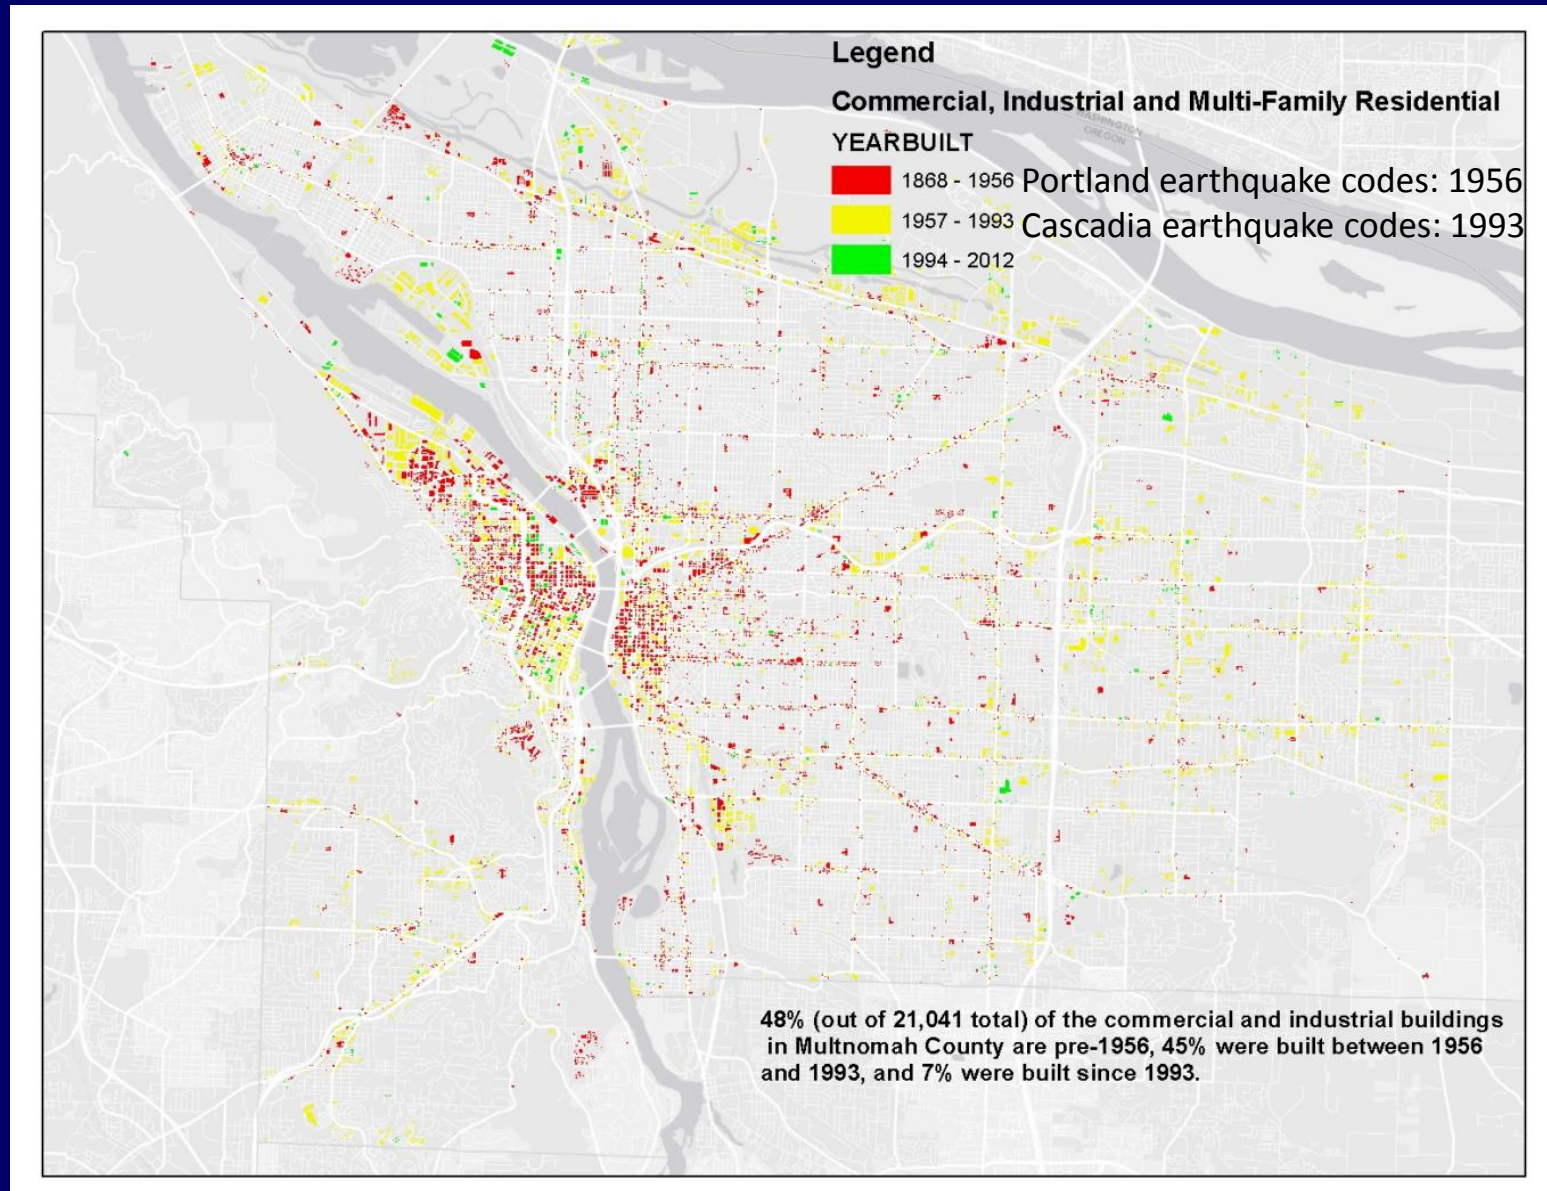 Legend
Commercial, Industrial and Multi-Family Residential
WASHINGTON
OREGON
YEARBUILT
1868 - 1956 Portland earthquake codes: 1956
1957 - 1993 Cascadia earthquake codes: 1993
1994 - 2012
48% (out of 21,041 total) of the commercial and industrial buildings
in Multnomah County are pre-1956, 45% were built between 1956
and 1993, and 7% were built since 1993.